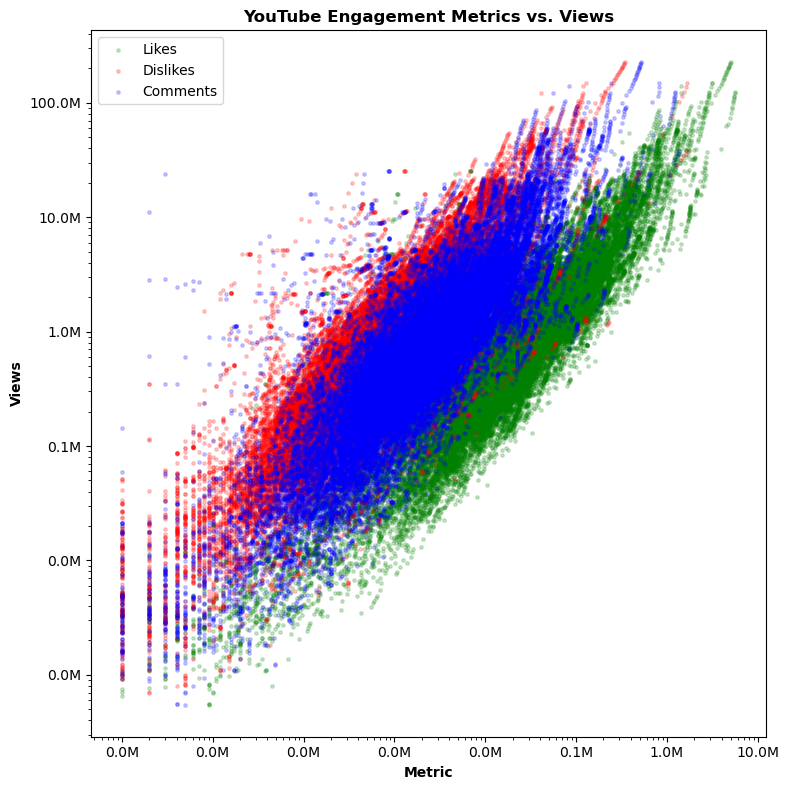 YouTube Engagement Metrics vs. Views
Likes
Dislikes
Comments
100.0M
10.0M
1.0M
0.1M
0.0M
0.0M
Views
0.0M 0.0M 0.0M 0.0M 0.0M 0.1M 1.0M 10.0M
Metric